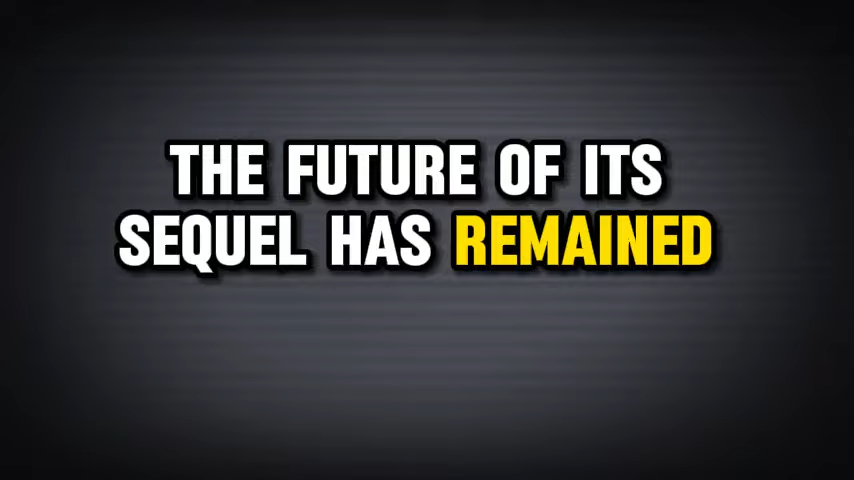 THE FUTURE OF ITS
SEQUEL HAS REMAINED